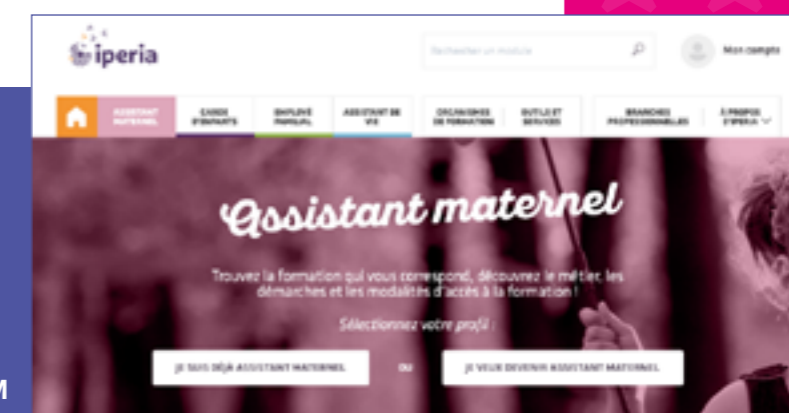 iperia
Rechercher un module
Mon compte
ASSISTANT
MATERNEL
GARDE
D'ENFANTS
EMPLOYÉ
FAMILIAL
ASSISTANT DE
VIE
ORGANISMES
DE FORMATION
OUTILS ET
SERVICES
BRANCHES
PROFESSIONNELLES
À PROPOS
D'IPERIA
Assistant maternel
Trouvez la formation qui vous correspond, découvrez le métier, les
démarches et les modalités d'accès à la formation !
Sélectionnez votre profil :
JE SUIS DÉJÀ ASSISTANT MATERNEL
OU
JE VEUX DEVENIR ASSISTANT MATERNEL
M